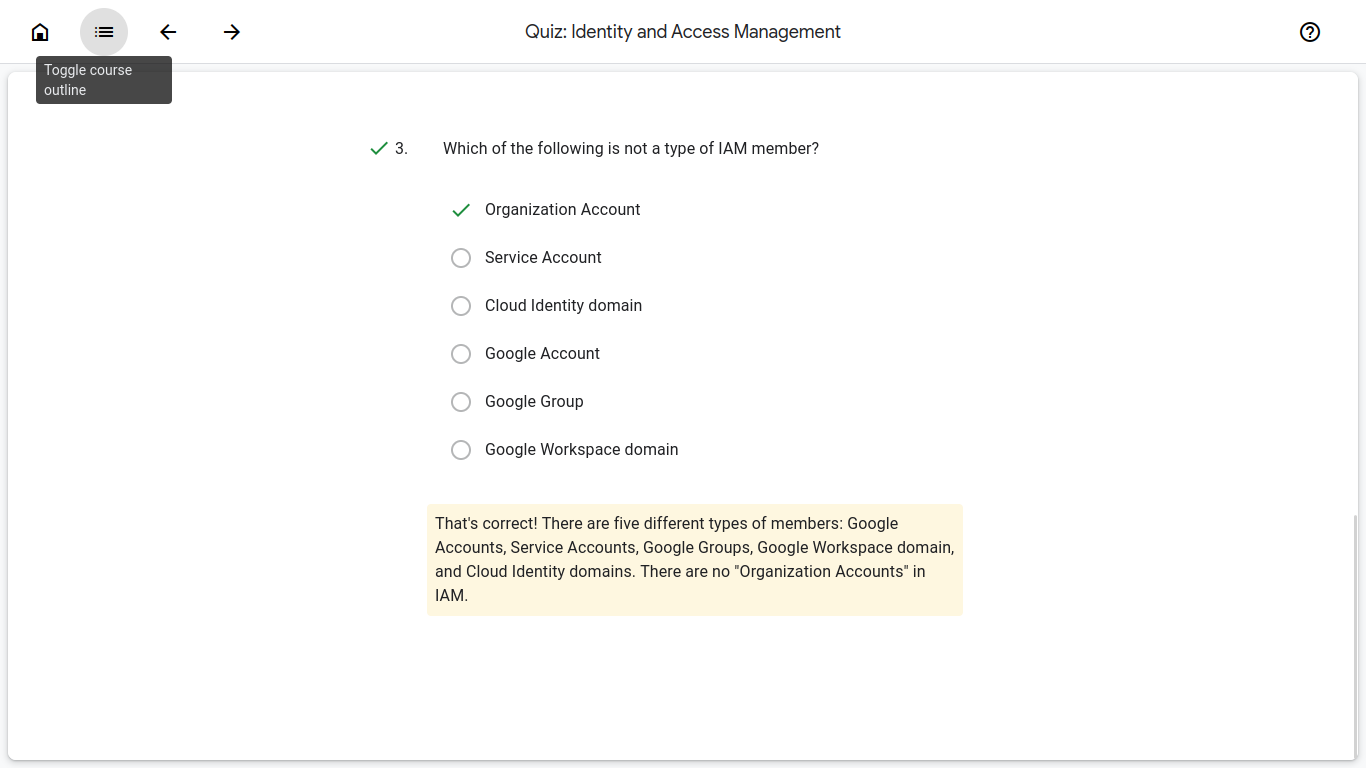 Quiz: Identity and Access Management
Toggle course
outline
3. Which of the following is not a type of IAM member?
Organization Account
Service Account
Cloud Identity domain
Google Account
Google Group
Google Workspace domain
That's correct! There are five different types of members: Google
Accounts, Service Accounts, Google Groups, Google Workspace domain,
and Cloud Identity domains. There are no "Organization Accounts" in
IAM.